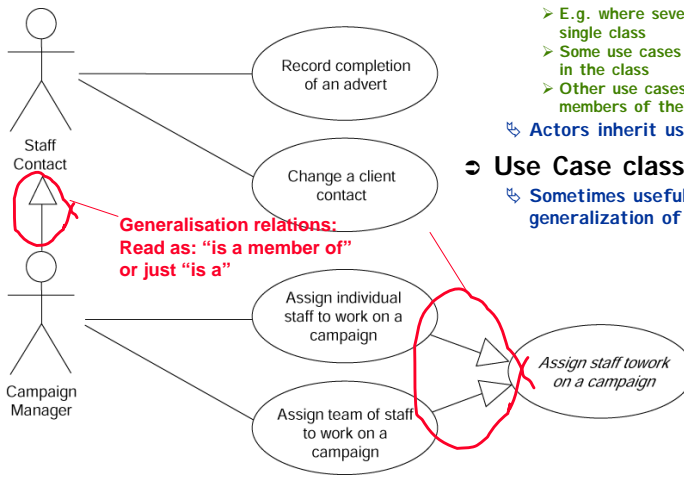 Record completion
of an advert
Staff
Contact
Change a client
contact
Generalisation relations:
Read as: “is a member of”
or just “is a”
Assign individual
staff to work on a
campaign
Campaign
Manager
Assign team of staff
to work on a
campaign
Assign staff towork
on a campaign
➢ E.g. where seve
single class
➢ Some use cases
in the class
➢ Other use cases
members of the
Actors inherit us
Use Case class
Sometimes useful
generalization of